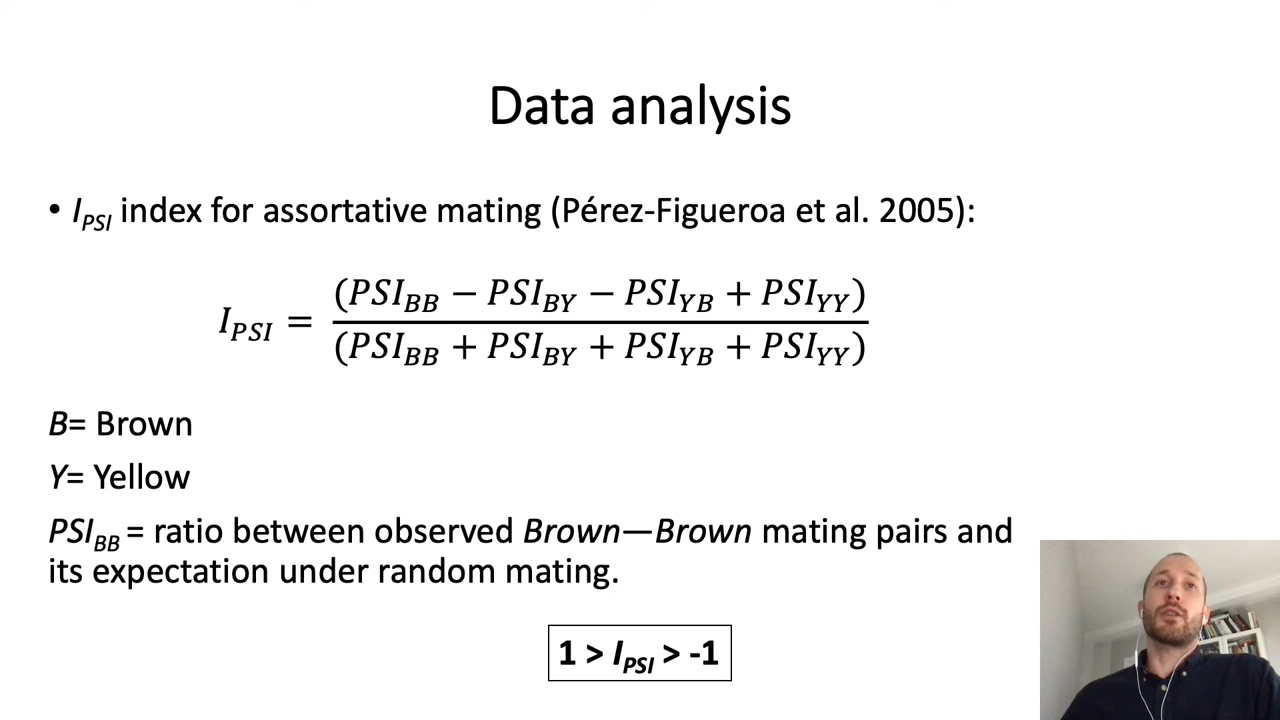 Data analysis
• I_PSI index for assortative mating (Pérez-Figueroa et al. 2005):
I_PSI = (PSI_BB − PSI_BY − PSI_YB + PSI_YY)
(PSI_BB + PSI_BY + PSI_YB + PSI_YY)
B= Brown
Y= Yellow
PSI_BB = ratio between observed Brown—Brown mating pairs and
its expectation under random mating.
1 > I_PSI > -1